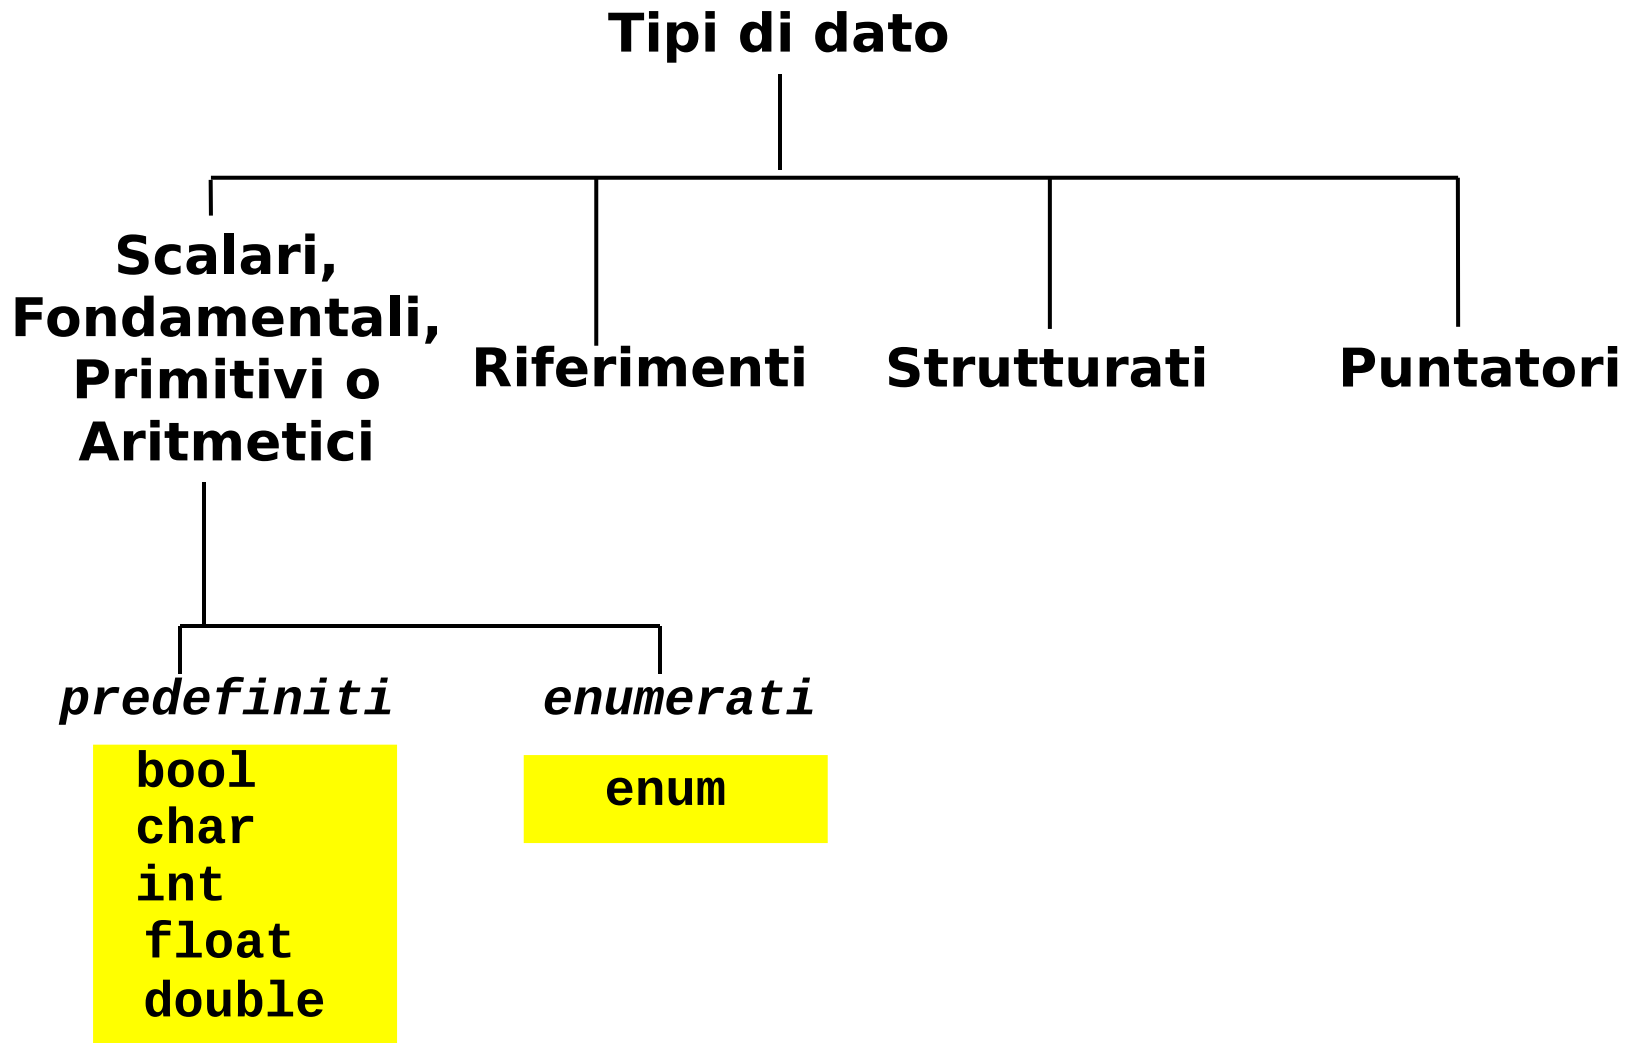 Tipi di dato
Scalari,
Fondamentali,
Primitivi o
Aritmetici
Riferimenti
Strutturati
Puntatori
predefiniti
bool
char
int
float
double
enumerati
enum